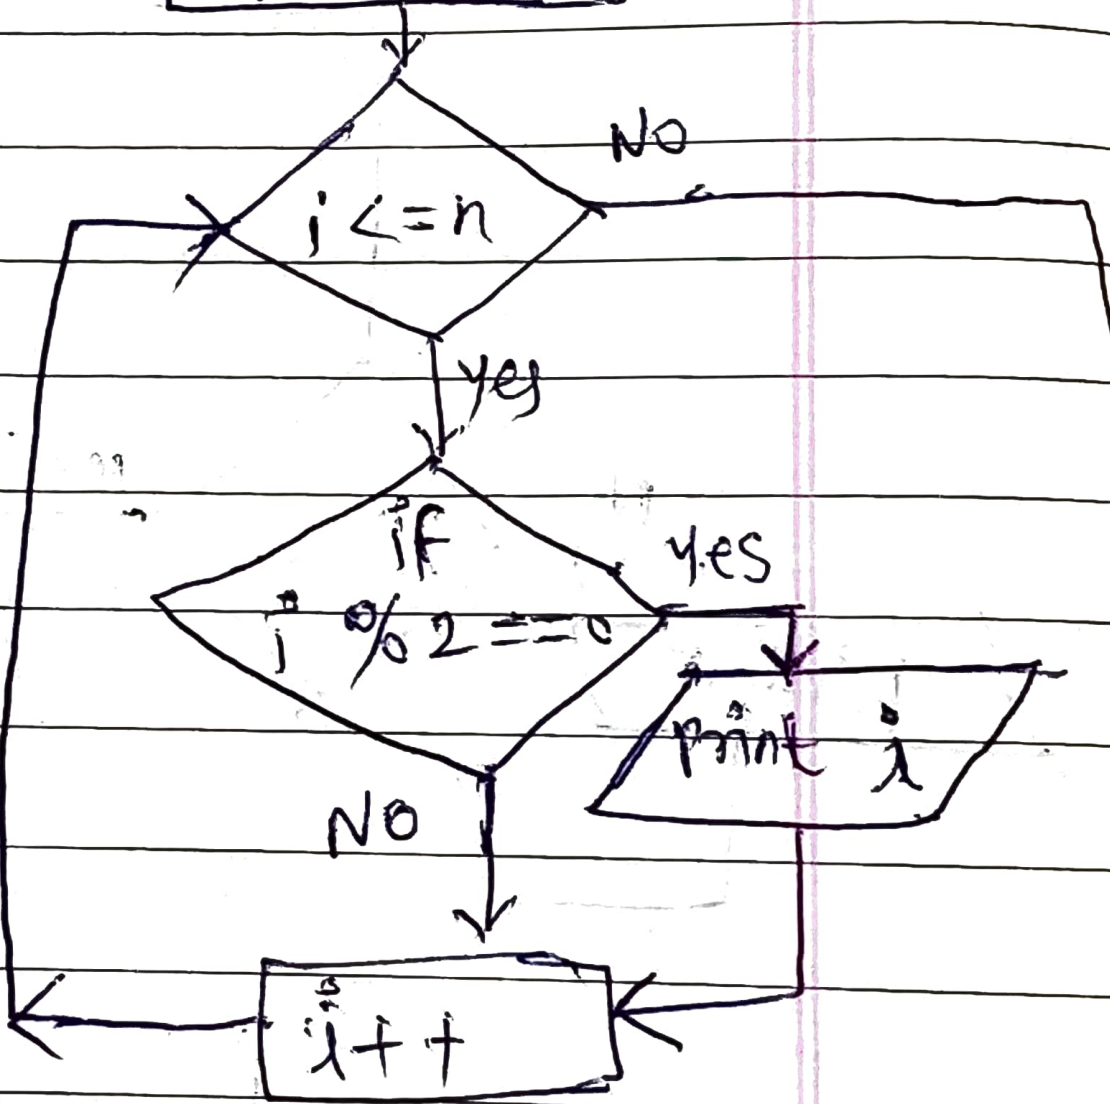 NO
i <=n
yes
if
yes
i % 2 ==0
print i
NO
i++